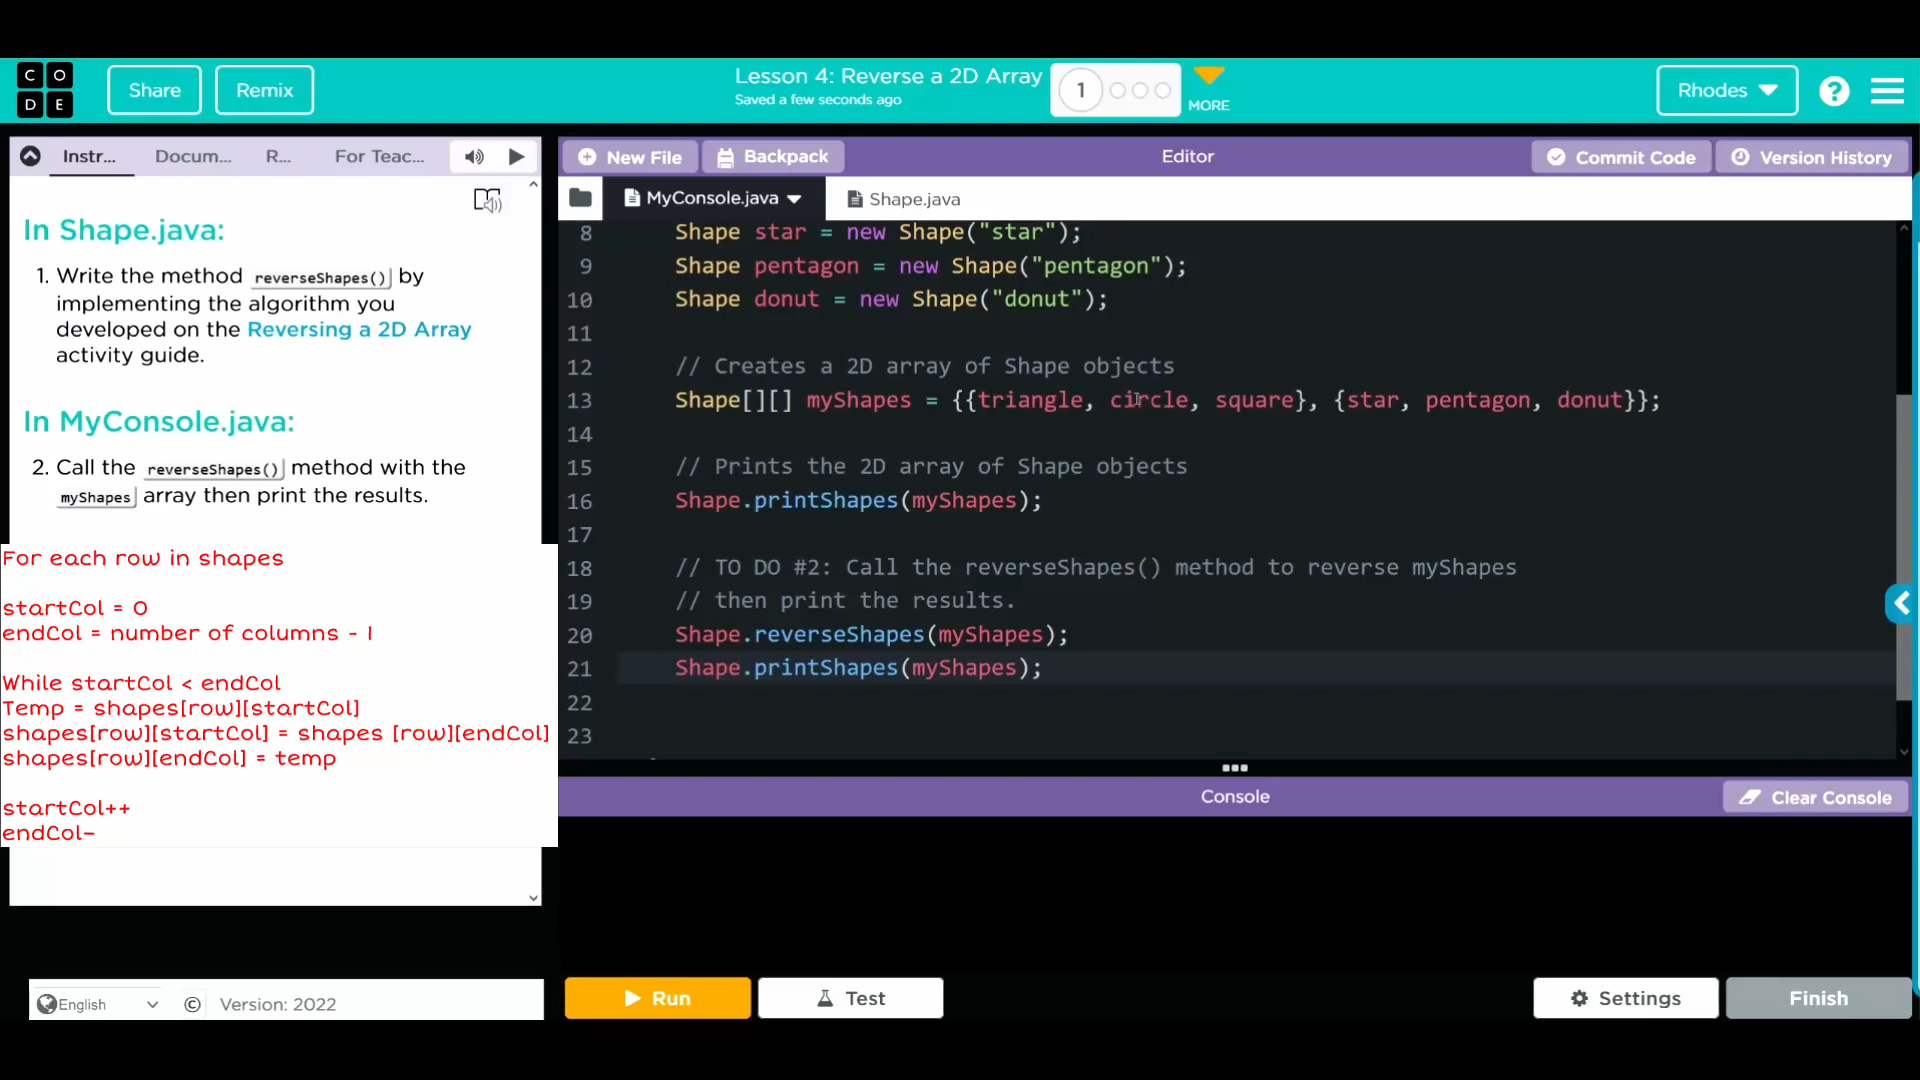 C O
D E
Share
Remix
Lesson 4: Reverse a 2D Array
Saved a few seconds ago
1
MORE
Rhodes
?
Instr...
Docum...
R...
For Teac...
In Shape.java:
1. Write the method reverseShapes() by
implementing the algorithm you
developed on the Reversing a 2D Array
activity guide.
In MyConsole.java:
2. Call the reverseShapes() method with the
myShapes array then print the results.
For each row in shapes
startCol = 0
endCol = number of columns - 1
While startCol < endCol
Temp = shapes[row][startCol]
shapes[row][startCol] = shapes [row][endCol]
shapes[row][endCol] = temp
startCol++
endCol-
English
© Version: 2022
New File
Backpack
Editor
Commit Code
Version History
MyConsole.java
Shape.java
8 Shape star = new Shape("star");
9 Shape pentagon = new Shape("pentagon");
10 Shape donut = new Shape("donut");
11
12 // Creates a 2D array of Shape objects
13 Shape[][] myShapes = {{triangle, circle, square}, {star, pentagon, donut}};
14
15 // Prints the 2D array of Shape objects
16 Shape.printShapes(myShapes);
17
18 // TO DO #2: Call the reverseShapes() method to reverse myShapes
19 // then print the results.
20 Shape.reverseShapes(myShapes);
21 Shape.printShapes(myShapes);
22
23
Console
Clear Console
Run
Test
Settings
Finish